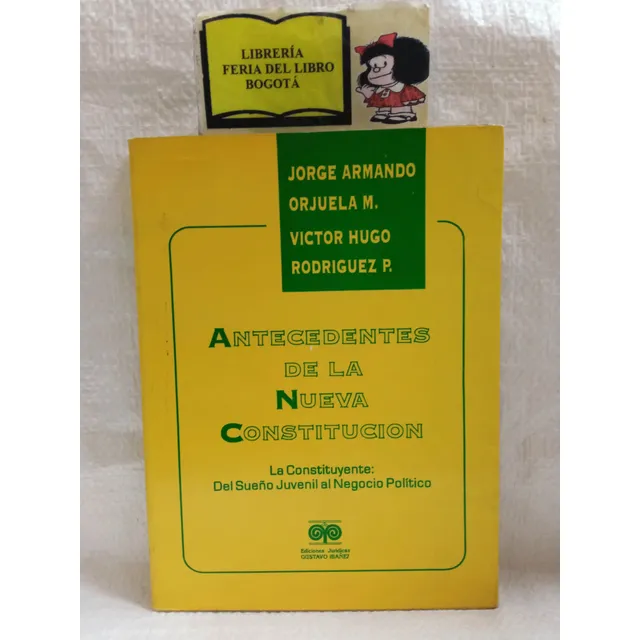 LIBRERÍA
FERIA DEL LIBRO
BOGOTÁ
JORGE ARMANDO
ORJUELA M.
VICTOR HUGO
RODRIGUEZ P.
ANTECEDENTES
DE LA
NUEVA
CONSTITUCION
La Constituyente:
Del Sueño Juvenil al Negocio Político
Ediciones Jurídicas
GUSTAVO IBAÑEZ